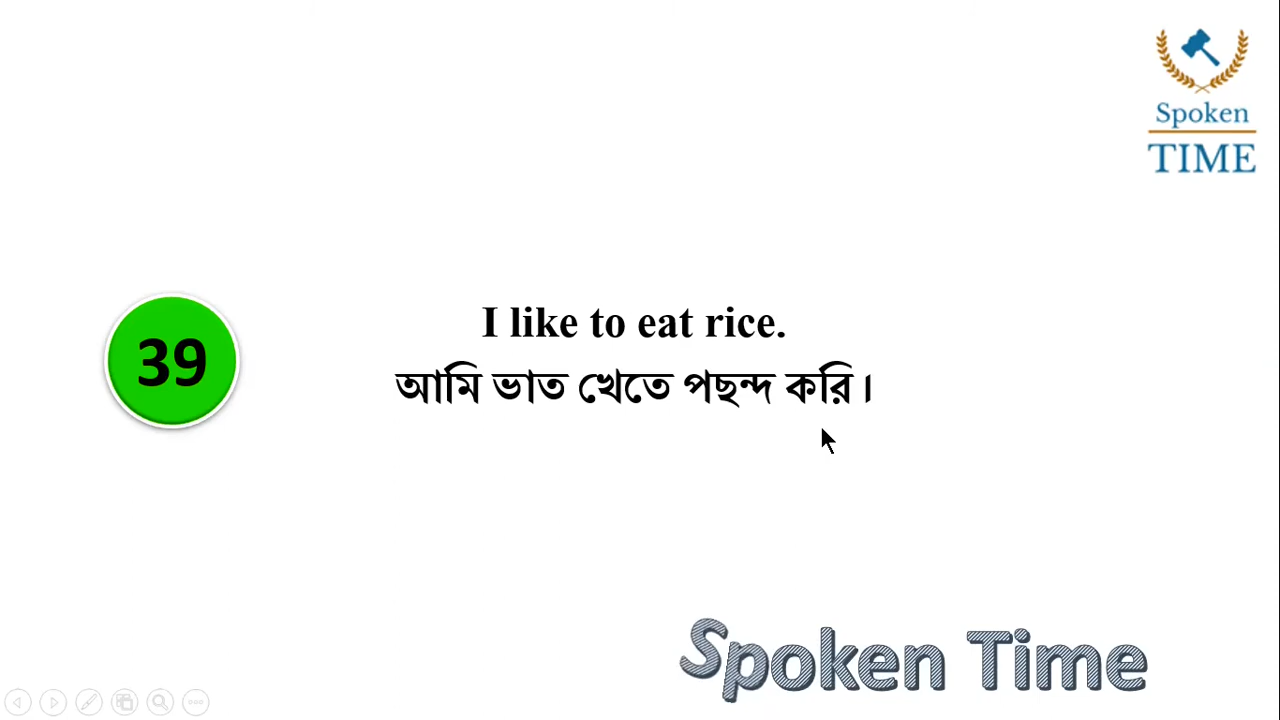 Spoken
TIME
39
I like to eat rice.
আমি ভাত খেতে পছন্দ করি।
Spoken Time